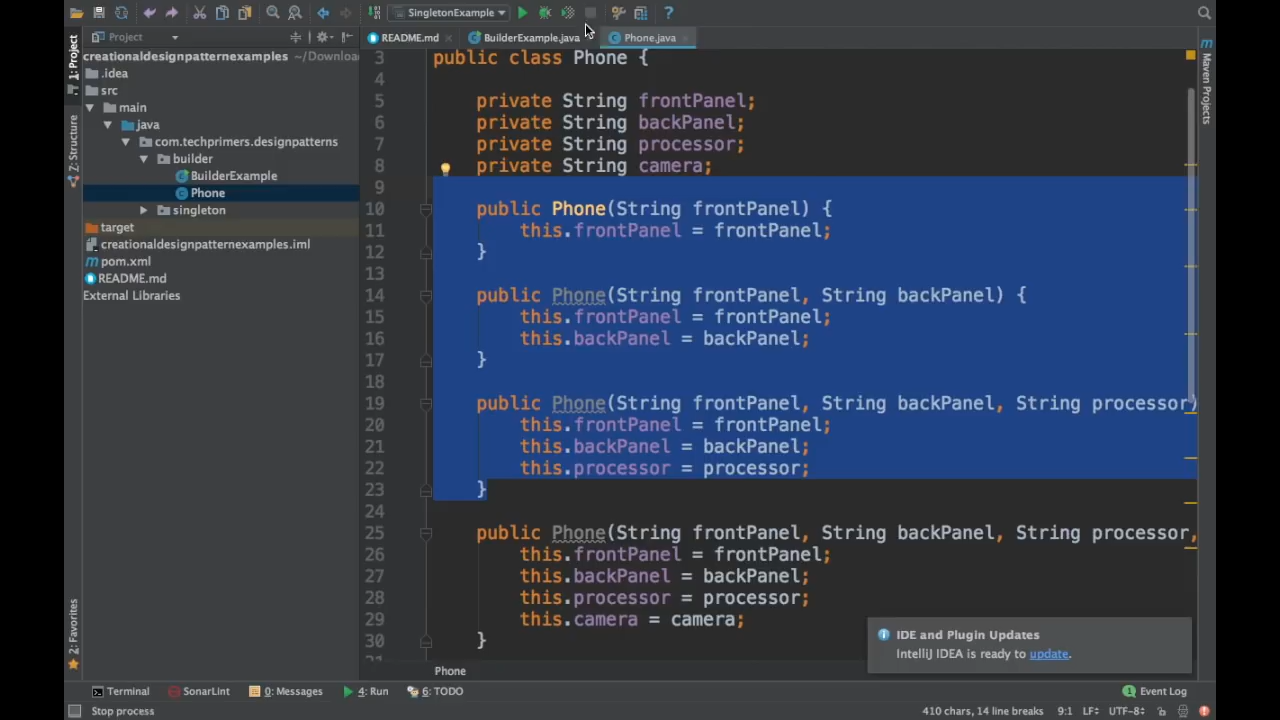 SingletonExample
Project
README.md
BuilderExample.java
Phone.java
1: Project
Z: Structure
2: Favorites
Maven Projects
creationaldesignpatternexamples ~/Downloa
.idea
src
main
java
com.techprimers.designpatterns
builder
BuilderExample
Phone
singleton
target
creationaldesignpatternexamples.iml
pom.xml
README.md
External Libraries
3 public class Phone {
4
5 private String frontPanel;
6 private String backPanel;
7 private String processor;
8 private String camera;
9
10 public Phone(String frontPanel) {
11 this.frontPanel = frontPanel;
12 }
13
14 public Phone(String frontPanel, String backPanel) {
15 this.frontPanel = frontPanel;
16 this.backPanel = backPanel;
17 }
18
19 public Phone(String frontPanel, String backPanel, String processor)
20 this.frontPanel = frontPanel;
21 this.backPanel = backPanel;
22 this.processor = processor;
23 }
24
25 public Phone(String frontPanel, String backPanel, String processor,
26 this.frontPanel = frontPanel;
27 this.backPanel = backPanel;
28 this.processor = processor;
29 this.camera = camera;
30 }
IDE and Plugin Updates
IntelliJ IDEA is ready to update.
Phone
Terminal
SonarLint
0: Messages
4: Run
6: TODO
1 Event Log
Stop process
410 chars, 14 line breaks
9:1
LF
UTF-8